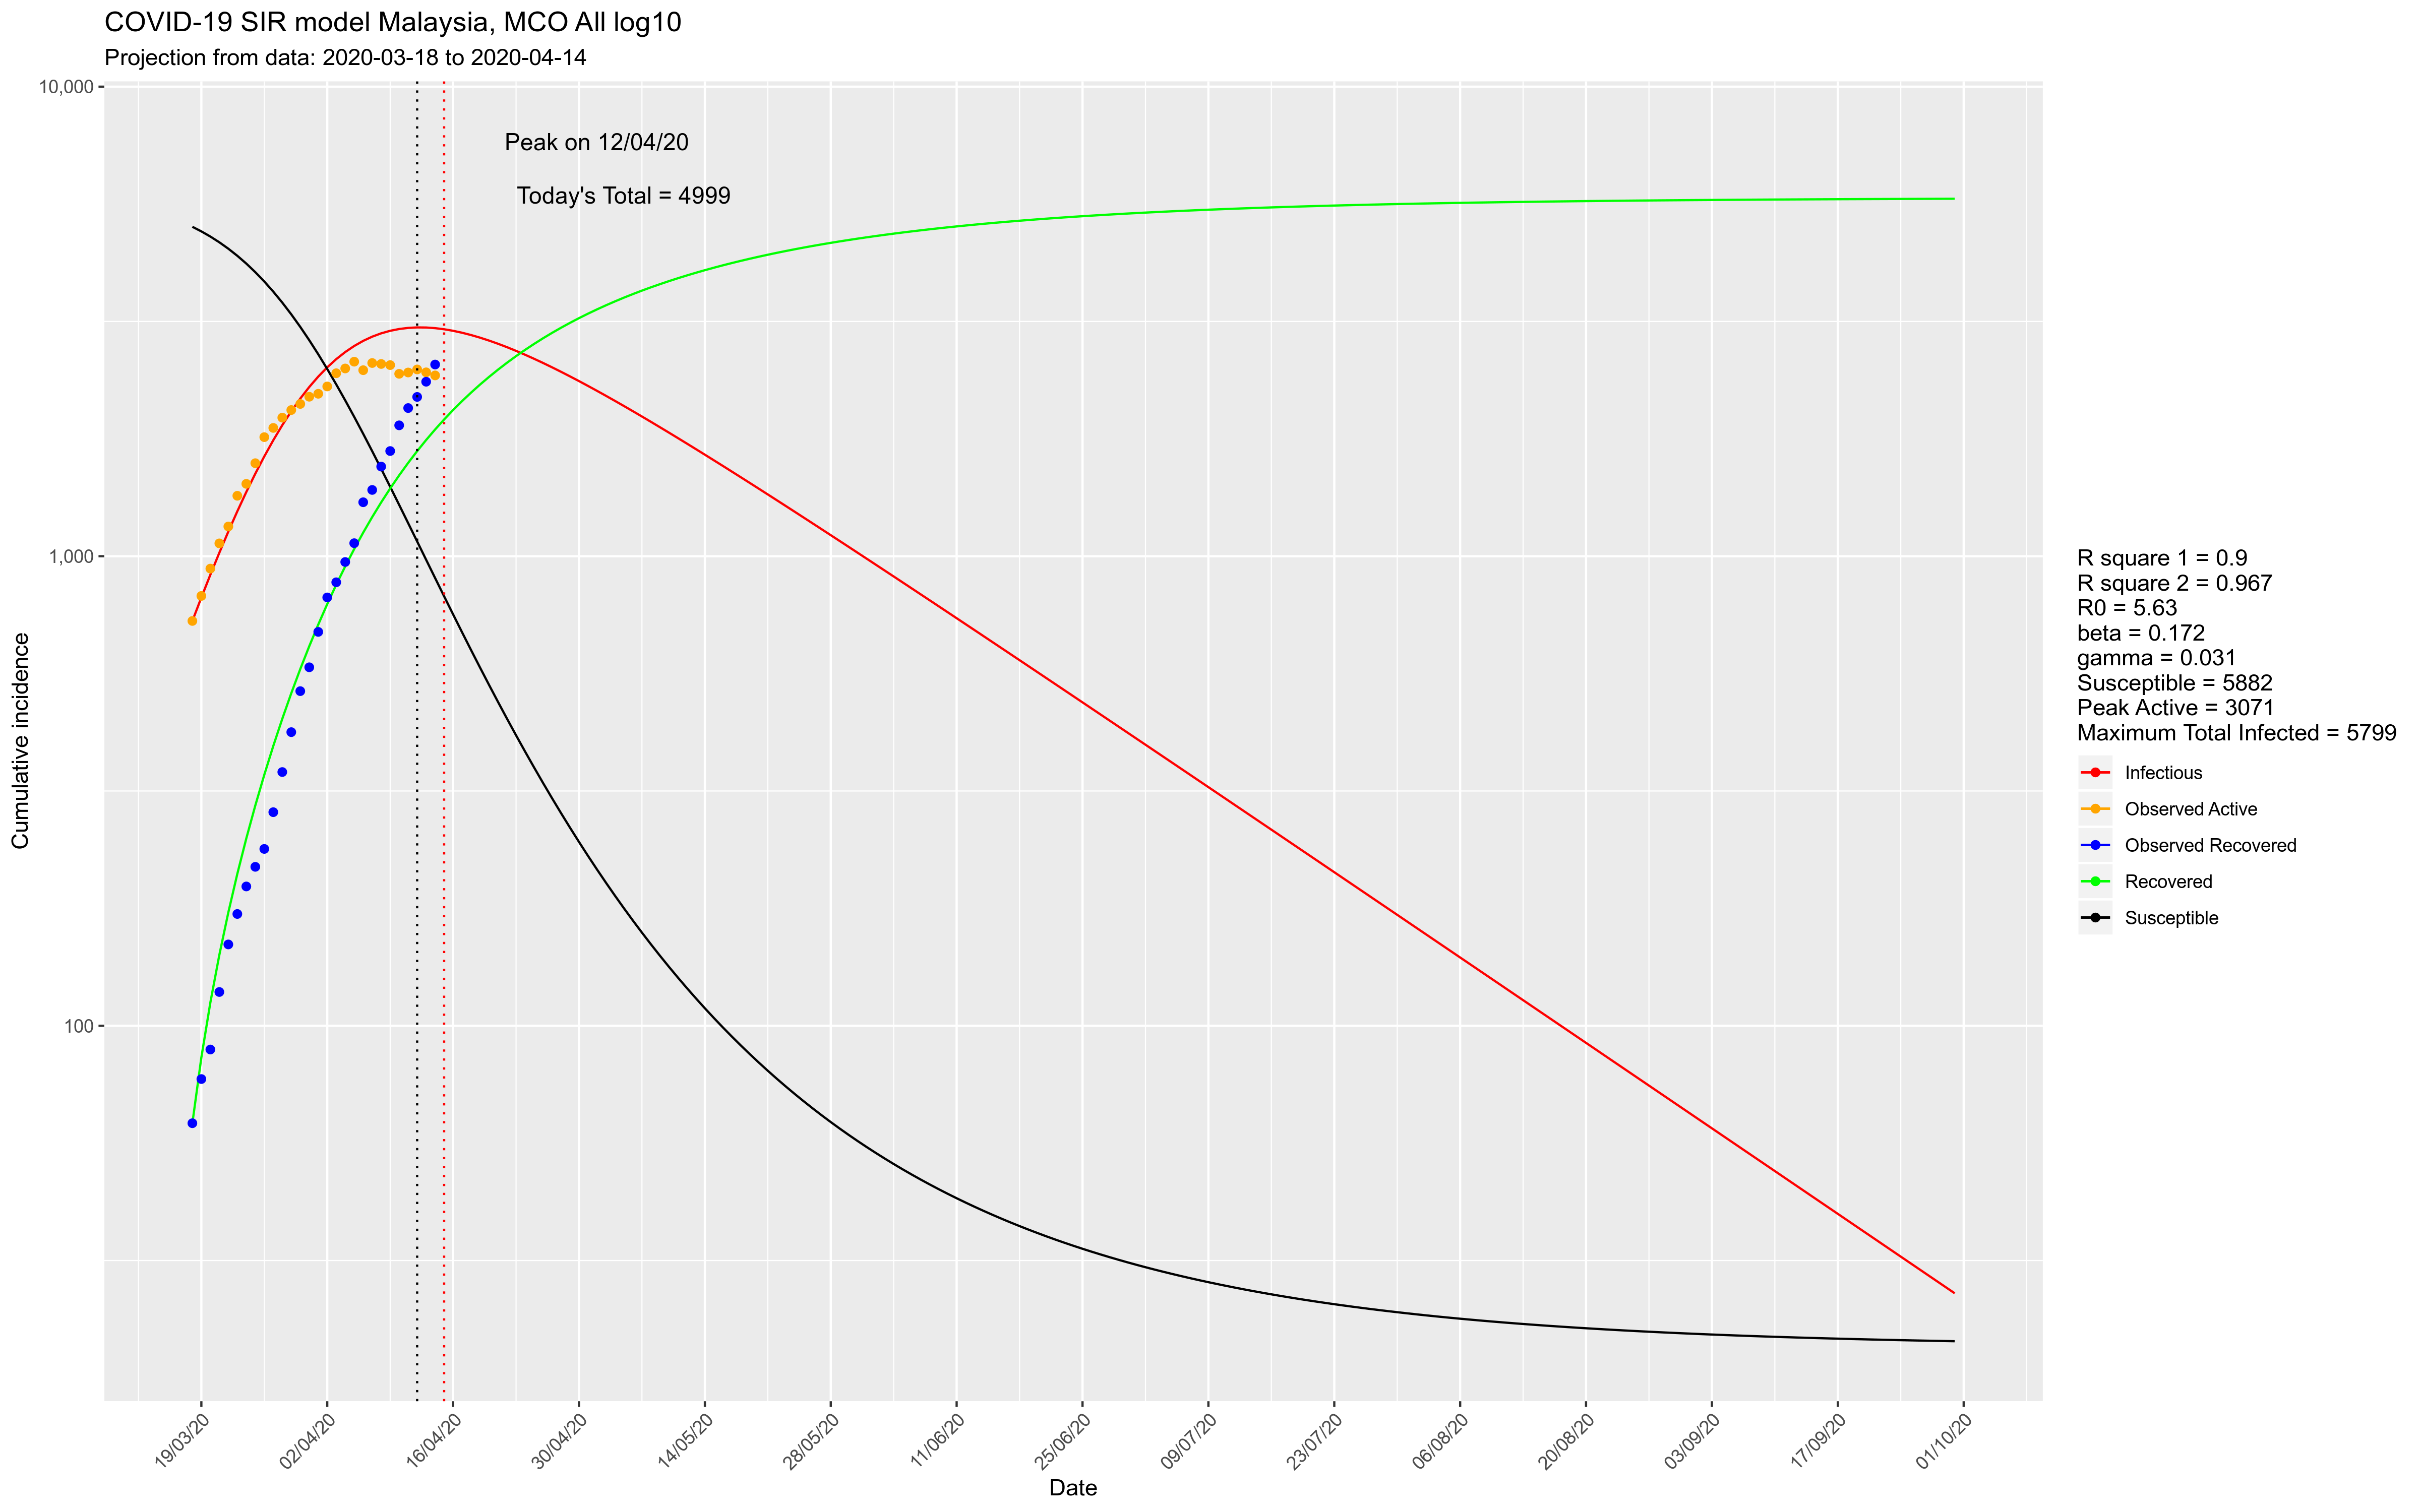 COVID-19 SIR model Malaysia, MCO All log10
Projection from data: 2020-03-18 to 2020-04-14
10,000
1,000
100
Cumulative incidence
Peak on 12/04/20
Today's Total = 4999
19/03/20
02/04/20
16/04/20
30/04/20
14/05/20
28/05/20
11/06/20
25/06/20
09/07/20
23/07/20
06/08/20
20/08/20
03/09/20
17/09/20
01/10/20
Date
R square 1 = 0.9
R square 2 = 0.967
R0 = 5.63
beta = 0.172
gamma = 0.031
Susceptible = 5882
Peak Active = 3071
Maximum Total Infected = 5799
Infectious
Observed Active
Observed Recovered
Recovered
Susceptible